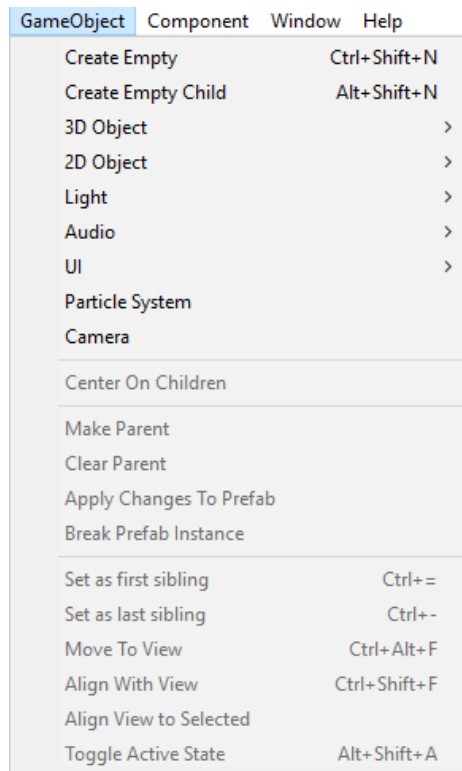 GameObject Component Window Help
Create Empty Ctrl+Shift+N
Create Empty Child Alt+Shift+N
3D Object >
2D Object >
Light >
Audio >
UI >
Particle System
Camera
Center On Children
Make Parent
Clear Parent
Apply Changes To Prefab
Break Prefab Instance
Set as first sibling Ctrl+=
Set as last sibling Ctrl+-
Move To View Ctrl+Alt+F
Align With View Ctrl+Shift+F
Align View to Selected
Toggle Active State Alt+Shift+A